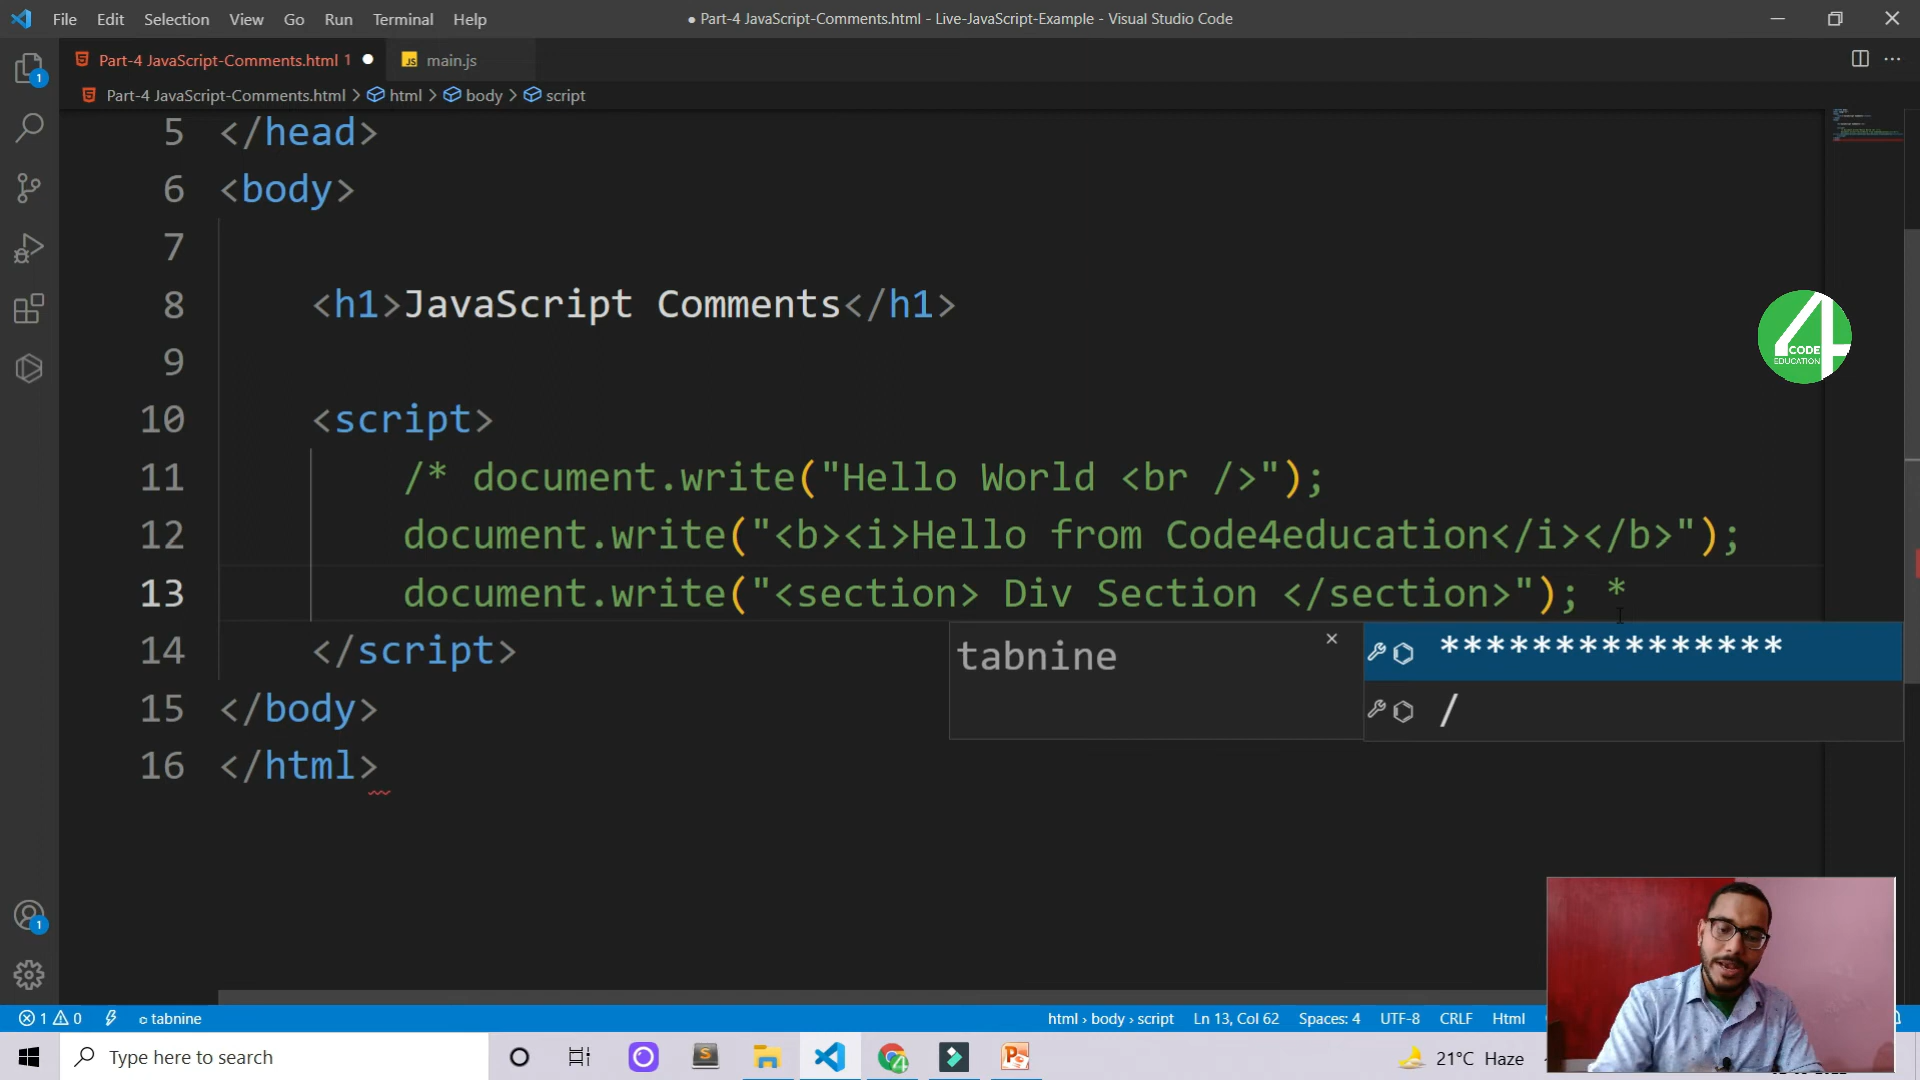 File Edit Selection View Go Run Terminal Help
● Part-4 JavaScript-Comments.html - Live-JavaScript-Example - Visual Studio Code
Part-4 JavaScript-Comments.html 1 ●
JS main.js
Part-4 JavaScript-Comments.html > html > body > script
5 </head>
6 <body>
7
8 <h1>JavaScript Comments</h1>
9
10 <script>
11 /* document.write("Hello World <br />");
12 document.write("<b><i>Hello from Code4education</i></b>");
13 document.write("<section> Div Section </section>"); *
14 </script>
15 </body>
16 </html>
tabnine
***************
/
4
CODE
EDUCATION
1
1
1 0 tabnine
html › body › script Ln 13, Col 62 Spaces: 4 UTF-8 CRLF Html
Type here to search
21°C Haze